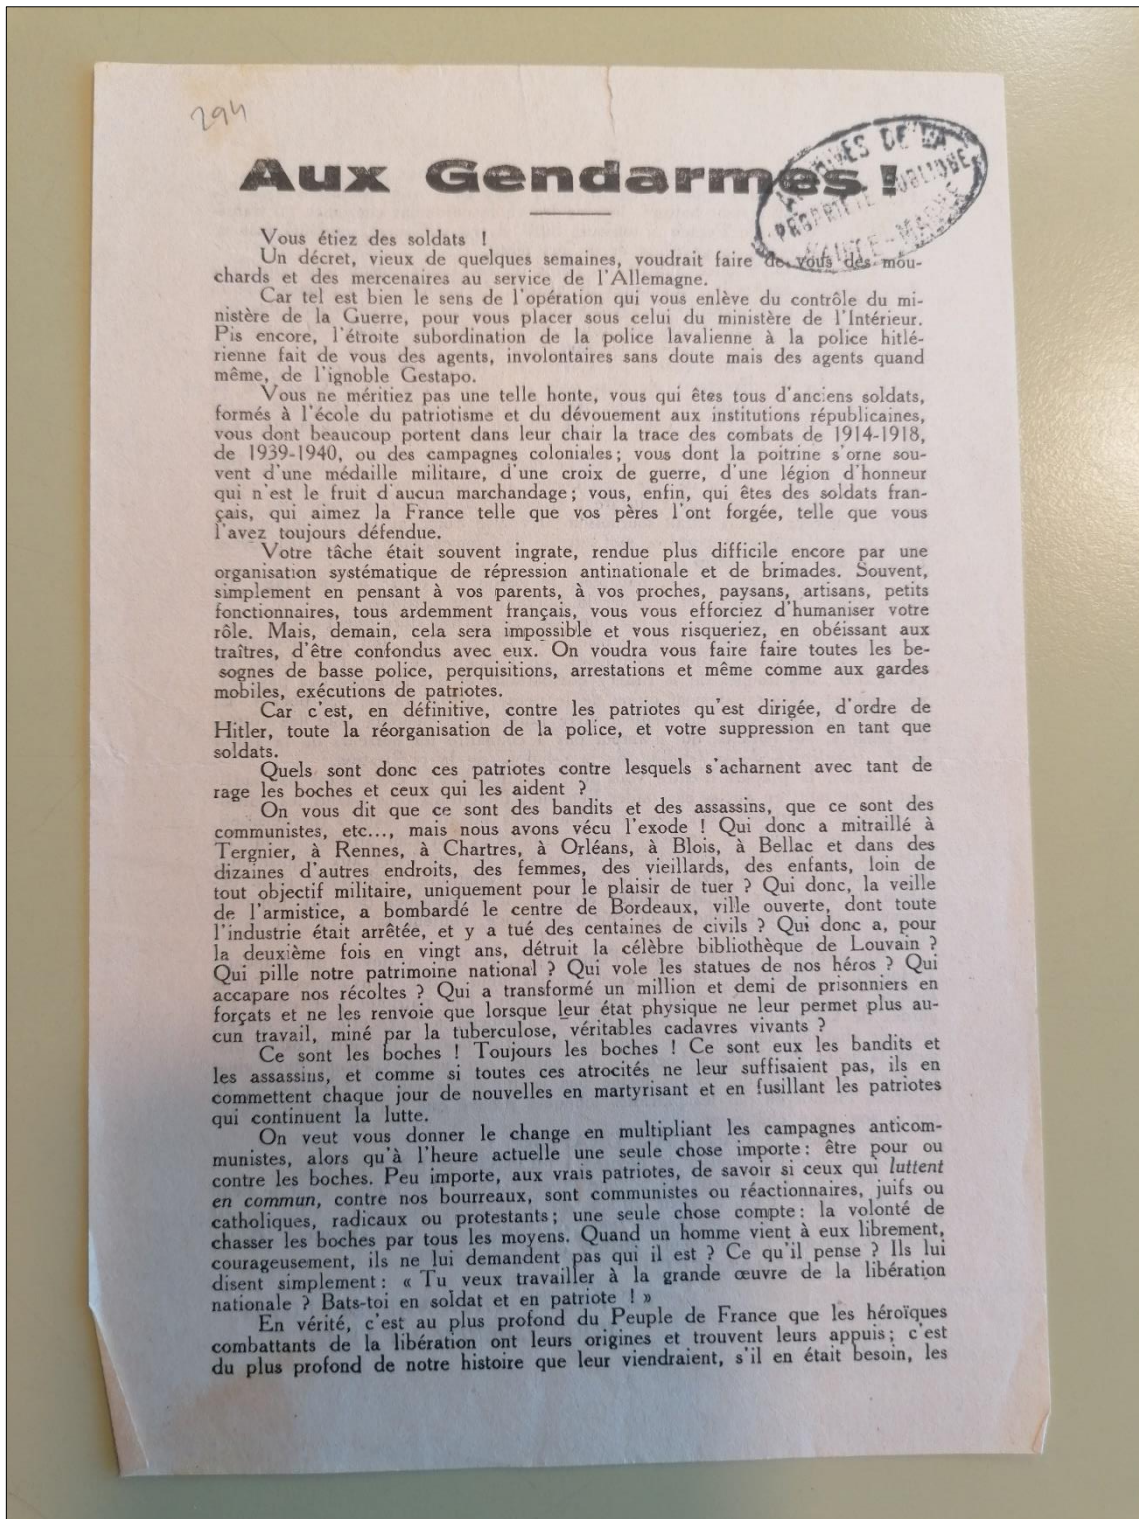 294
Aux Gendarmes !
ARCHIVES DE LA
PROPRIÉTÉ PUBLIQUE
Vous étiez des soldats !
Un décret, vieux de quelques semaines, voudrait faire de vous des mou-
chards et des mercenaires au service de l'Allemagne.
Car tel est bien le sens de l'opération qui vous enlève du contrôle du mi-
nistère de la Guerre, pour vous placer sous celui du ministère de l'Intérieur.
Pis encore, l'étroite subordination de la police lavalienne à la police hitlé-
rienne fait de vous des agents, involontaires sans doute mais des agents quand
même, de l'ignoble Gestapo.
Vous ne méritiez pas une telle honte, vous qui êtes tous d'anciens soldats,
formés à l'école du patriotisme et du dévouement aux institutions républicaines,
vous dont beaucoup portent dans leur chair la trace des combats de 1914-1918,
de 1939-1940, ou des campagnes coloniales; vous dont la poitrine s'orne sou-
vent d'une médaille militaire, d'une croix de guerre, d'une légion d'honneur
qui n'est le fruit d'aucun marchandage; vous, enfin, qui êtes des soldats fran-
çais, qui aimez la France telle que vos pères l'ont forgée, telle que vous
l'avez toujours défendue.
Votre tâche était souvent ingrate, rendue plus difficile encore par une
organisation systématique de répression antinationale et de brimades. Souvent,
simplement en pensant à vos parents, à vos proches, paysans, artisans, petits
fonctionnaires, tous ardemment français, vous vous efforciez d'humaniser votre
rôle. Mais, demain, cela sera impossible et vous risqueriez, en obéissant aux
traîtres, d'être confondus avec eux. On voudra vous faire faire toutes les be-
sognes de basse police, perquisitions, arrestations et même comme aux gardes
mobiles, exécutions de patriotes.
Car c'est, en définitive, contre les patriotes qu'est dirigée, d'ordre de
Hitler, toute la réorganisation de la police, et votre suppression en tant que
soldats.
Quels sont donc ces patriotes contre lesquels s'acharnent avec tant de
rage les boches et ceux qui les aident ?
On vous dit que ce sont des bandits et des assassins, que ce sont des
communistes, etc..., mais nous avons vécu l'exode ! Qui donc a mitraillé à
Tergnier, à Rennes, à Chartres, à Orléans, à Blois, à Bellac et dans des
dizaines d'autres endroits, des femmes, des vieillards, des enfants, loin de
tout objectif militaire, uniquement pour le plaisir de tuer ? Qui donc, la veille
de l'armistice, a bombardé le centre de Bordeaux, ville ouverte, dont toute
l'industrie était arrêtée, et y a tué des centaines de civils ? Qui donc a, pour
la deuxième fois en vingt ans, détruit la célèbre bibliothèque de Louvain ?
Qui pille notre patrimoine national ? Qui vole les statues de nos héros ? Qui
accapare nos récoltes ? Qui a transformé un million et demi de prisonniers en
forçats et ne les renvoie que lorsque leur état physique ne leur permet plus au-
cun travail, miné par la tuberculose, véritables cadavres vivants ?
Ce sont les boches ! Toujours les boches ! Ce sont eux les bandits et
les assassins, et comme si toutes ces atrocités ne leur suffisaient pas, ils en
commettent chaque jour de nouvelles en martyrisant et en fusillant les patriotes
qui continuent la lutte.
On veut vous donner le change en multipliant les campagnes anticom-
munistes, alors qu'à l'heure actuelle une seule chose importe: être pour ou
contre les boches. Peu importe, aux vrais patriotes, de savoir si ceux qui luttent
en commun, contre nos bourreaux, sont communistes ou réactionnaires, juifs ou
catholiques, radicaux ou protestants; une seule chose compte: la volonté de
chasser les boches par tous les moyens. Quand un homme vient à eux librement,
courageusement, ils ne lui demandent pas qui il est ? Ce qu'il pense ? Ils lui
disent simplement: « Tu veux travailler à la grande œuvre de la libération
nationale ? Bats-toi en soldat et en patriote ! »
En vérité, c'est au plus profond du Peuple de France que les héroïques
combattants de la libération ont leurs origines et trouvent leurs appuis; c'est
du plus profond de notre histoire que leur viendraient, s'il en était besoin, les